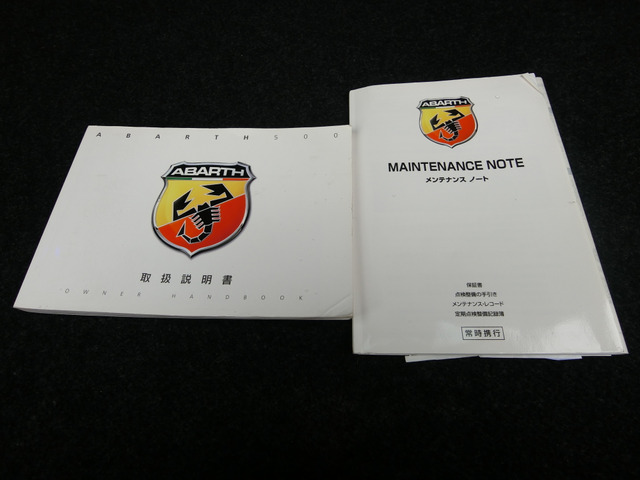 ABARTH500
ABARTH
取扱説明書
OWNER HANDBOOK
ABARTH
MAINTENANCE NOTE
メンテナンス ノート
保証書
点検整備の手引き
メンテナンス・レコード
定期点検整備記録簿
常時携行